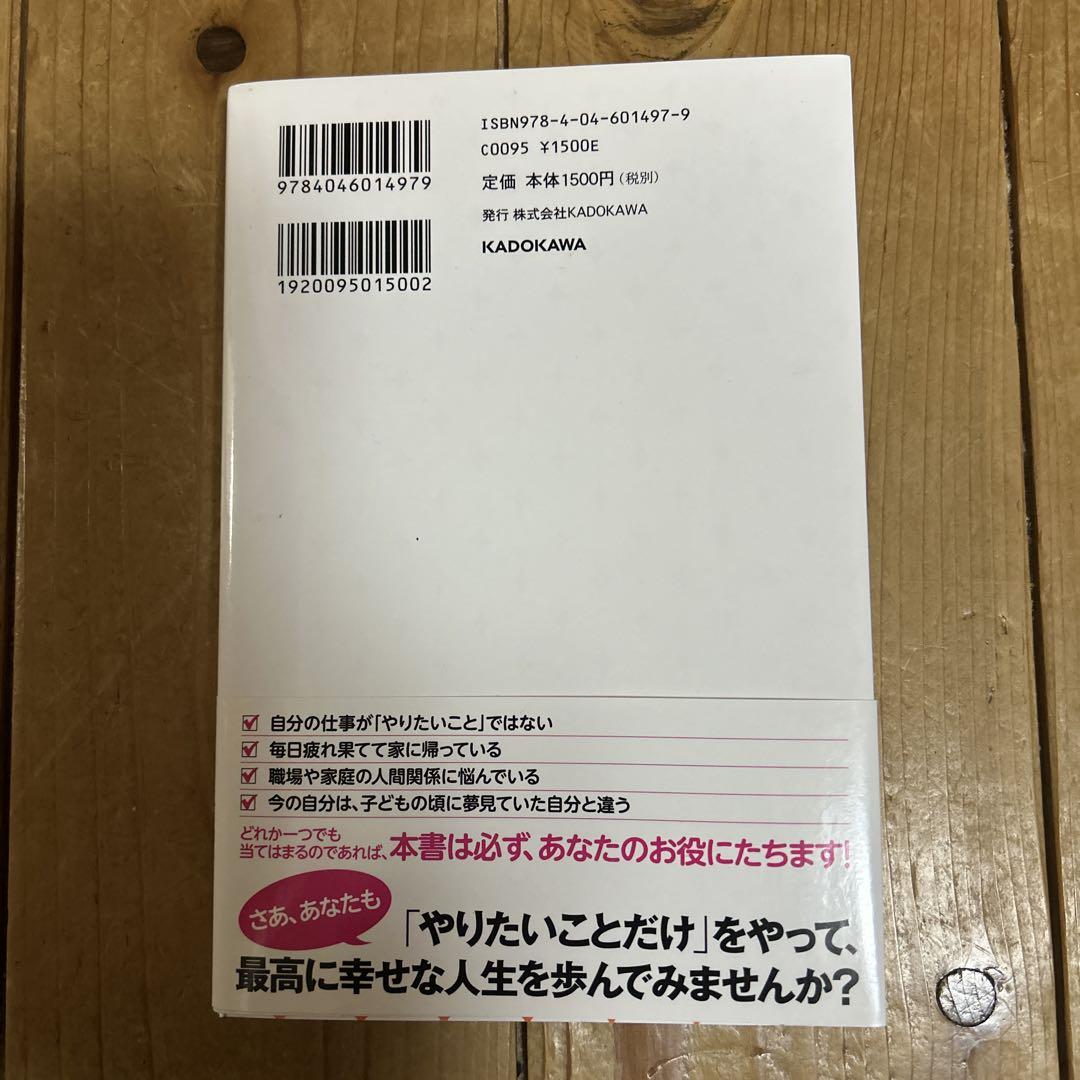 9784046014979
1920095015002
ISBN978-4-04-601497-9
C0095 ¥1500E
定価 本体1500円(税別)
発行 株式会社KADOKAWA
KADOKAWA
自分の仕事が「やりたいこと」ではない
毎日疲れ果てて家に帰っている
職場や家庭の人間関係に悩んでいる
今の自分は、子どもの頃に夢見ていた自分と違う
どれか一つでも
当てはまるのであれば、本書は必ず、あなたのお役にたちます!
さあ、あなたも
「やりたいことだけ」をやって、
最高に幸せな人生を歩んでみませんか?